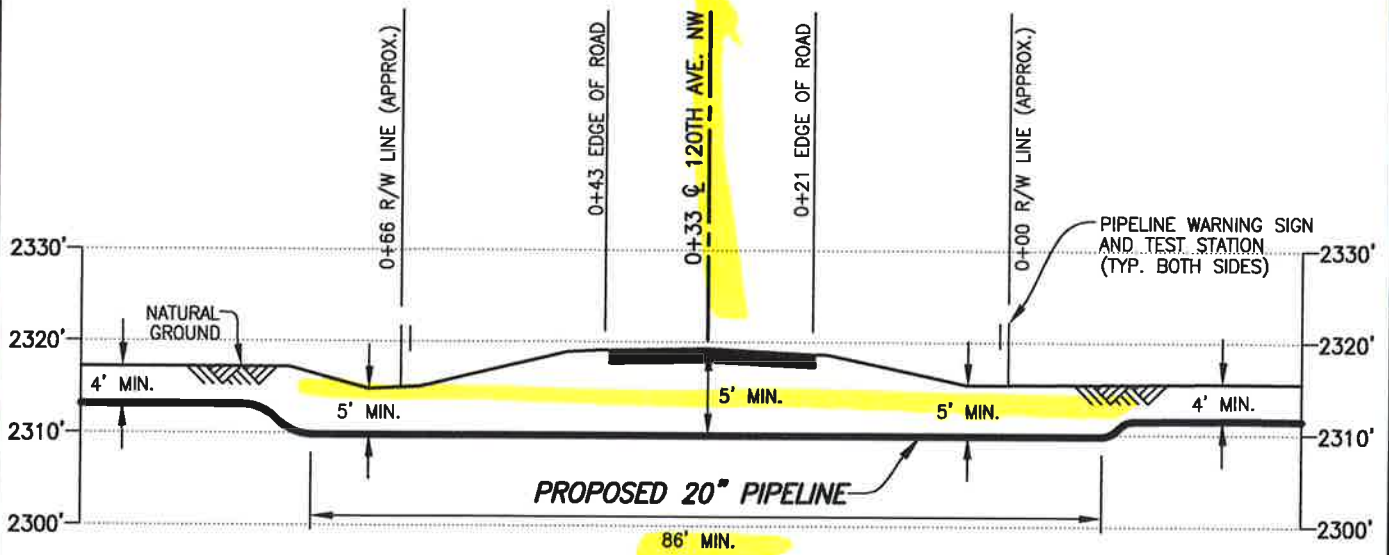 0+66 R/W LINE (APPROX.)
0+43 EDGE OF ROAD
0+33 ℄ 120TH AVE. NW
0+21 EDGE OF ROAD
0+00 R/W LINE (APPROX.)
PIPELINE WARNING SIGN
AND TEST STATION
(TYP. BOTH SIDES)
2330'
2330'
NATURAL
GROUND
2320'
2320'
4' MIN.
5' MIN.
5' MIN.
5' MIN.
4' MIN.
2310'
2310'
PROPOSED 20" PIPELINE
2300'
2300'
86' MIN.